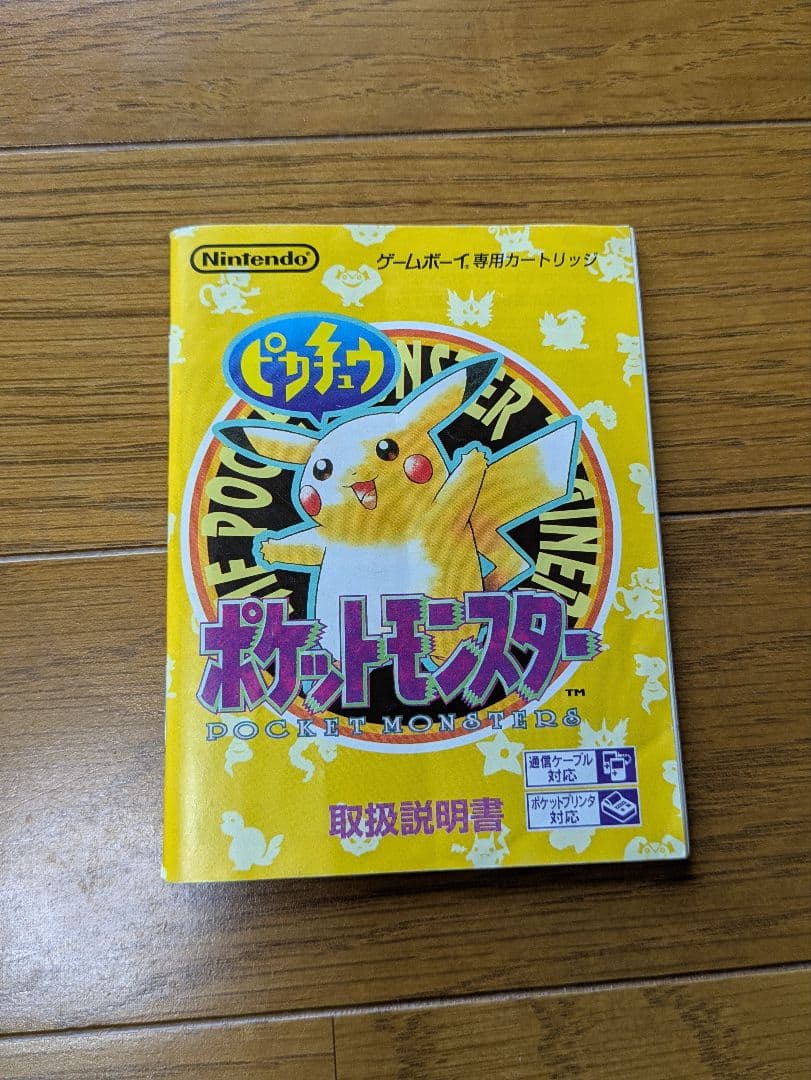 Nintendo®
ゲームボーイ® 専用カートリッジ
ピカチュウ
POCKET MONSTER
ポケットモンスター
TM
POCKET MONSTERS
通信ケーブル
対応
ポケットプリンタ
対応
取扱説明書